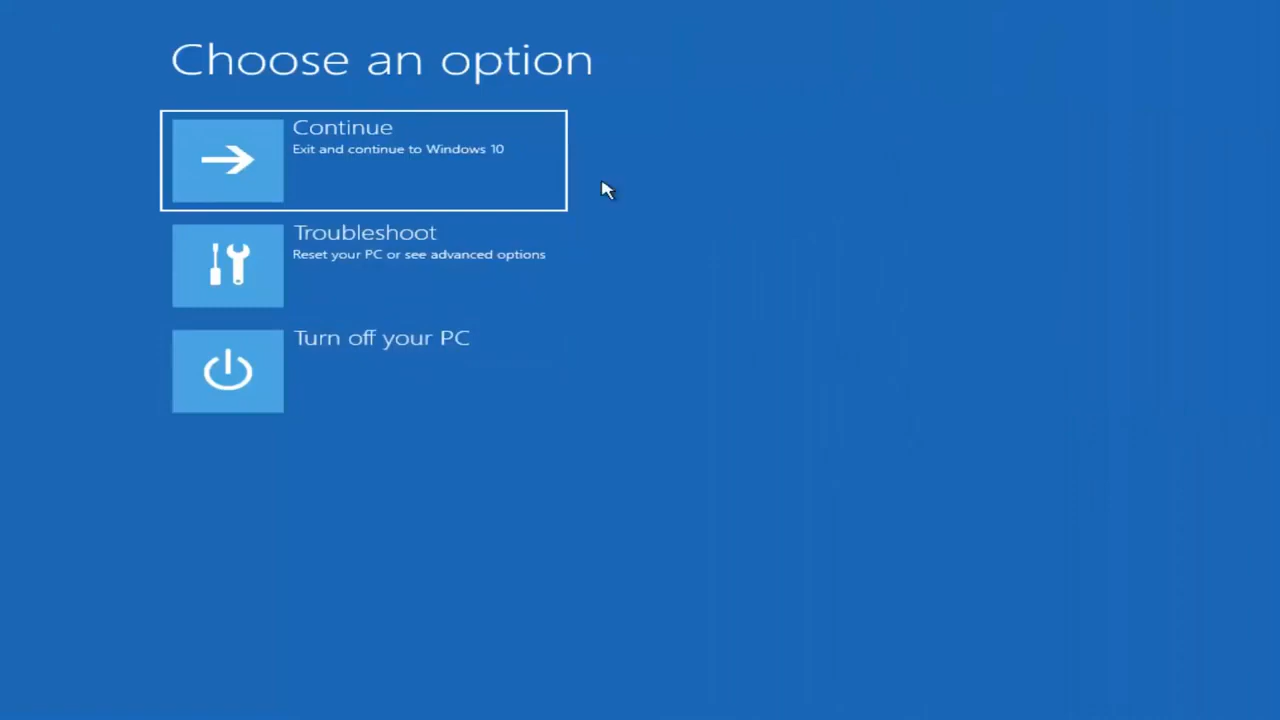 Choose an option
Continue
Exit and continue to Windows 10
Troubleshoot
Reset your PC or see advanced options
Turn off your PC